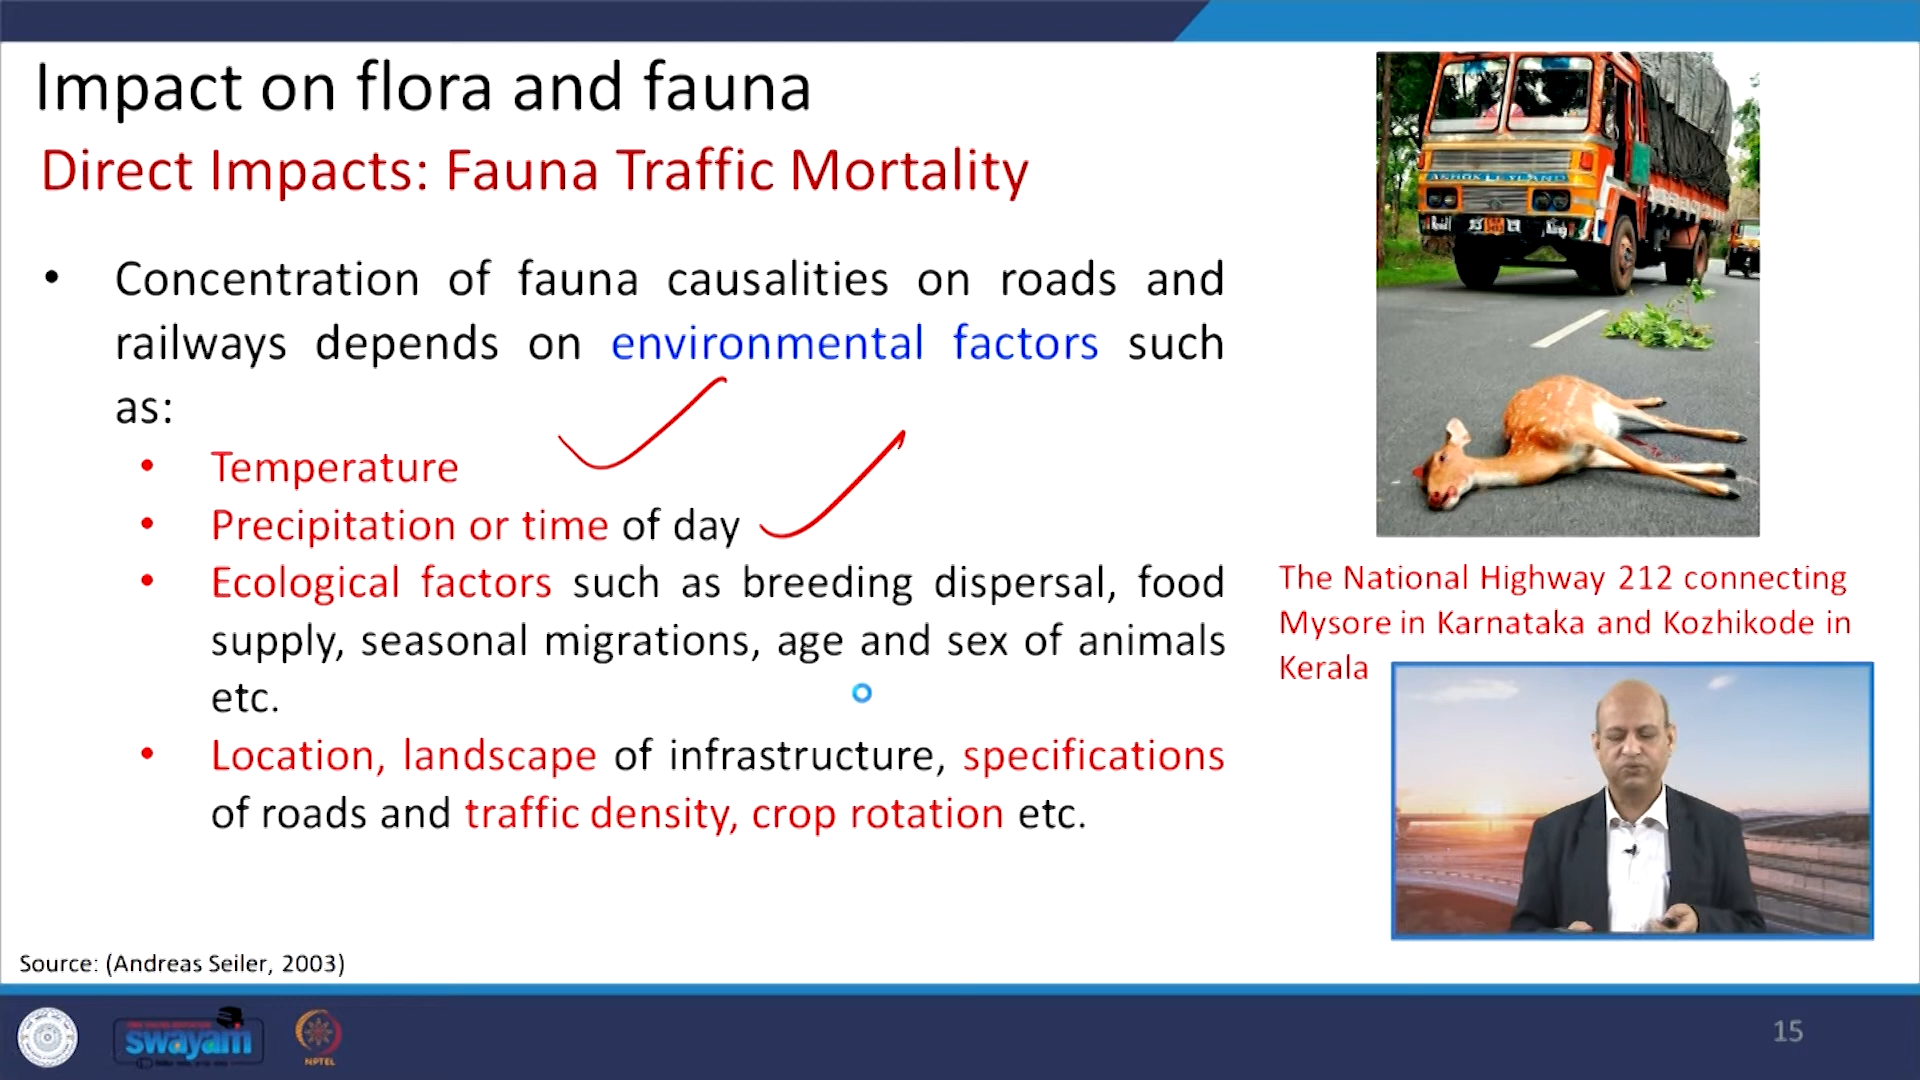 Impact on flora and fauna
Direct Impacts: Fauna Traffic Mortality
• Concentration of fauna causalities on roads and
railways depends on environmental factors such
as:
• Temperature
• Precipitation or time of day
• Ecological factors such as breeding dispersal, food
supply, seasonal migrations, age and sex of animals
etc.
• Location, landscape of infrastructure, specifications
of roads and traffic density, crop rotation etc.
ASHOK LEYLAND
The National Highway 212 connecting
Mysore in Karnataka and Kozhikode in
Kerala
Source: (Andreas Seiler, 2003)
swayam
NPTEL
15